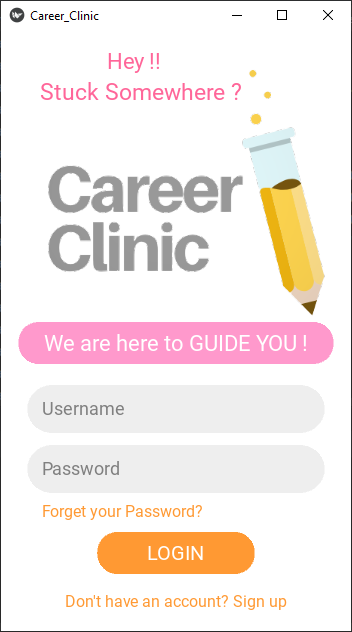 Career_Clinic
Hey !!
Stuck Somewhere ?
Career
Clinic
We are here to GUIDE YOU !
Username
Password
Forget your Password?
LOGIN
Don't have an account? Sign up